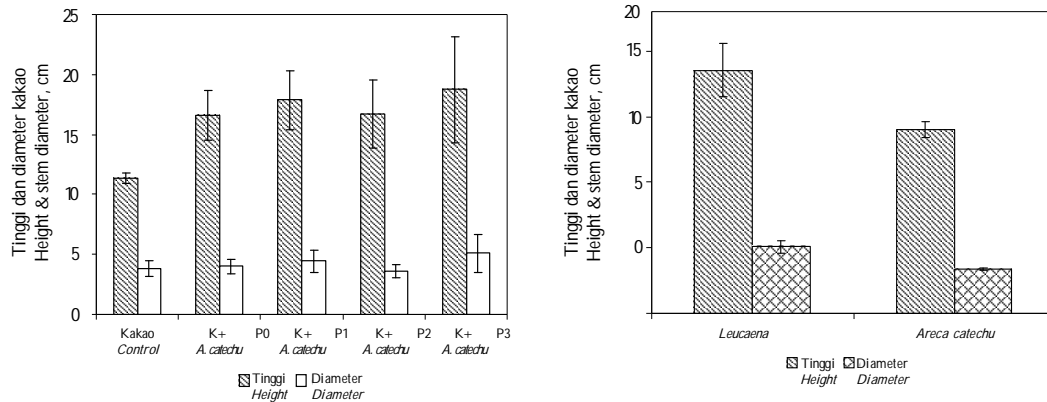 Tinggi dan diameter kakao
Height & stem diameter, cm
25
20
15
10
5
0
Kakao K+ P0 K+ P1 K+ P2 K+ P3
Control A. catechu A. catechu A. catechu A. catechu
Tinggi Diameter
Height Diameter
Tinggi dan diameter kakao
Height & stem diameter, cm
20
15
10
5
0
Leucaena Areca catechu
Tinggi Diameter
Height Diameter